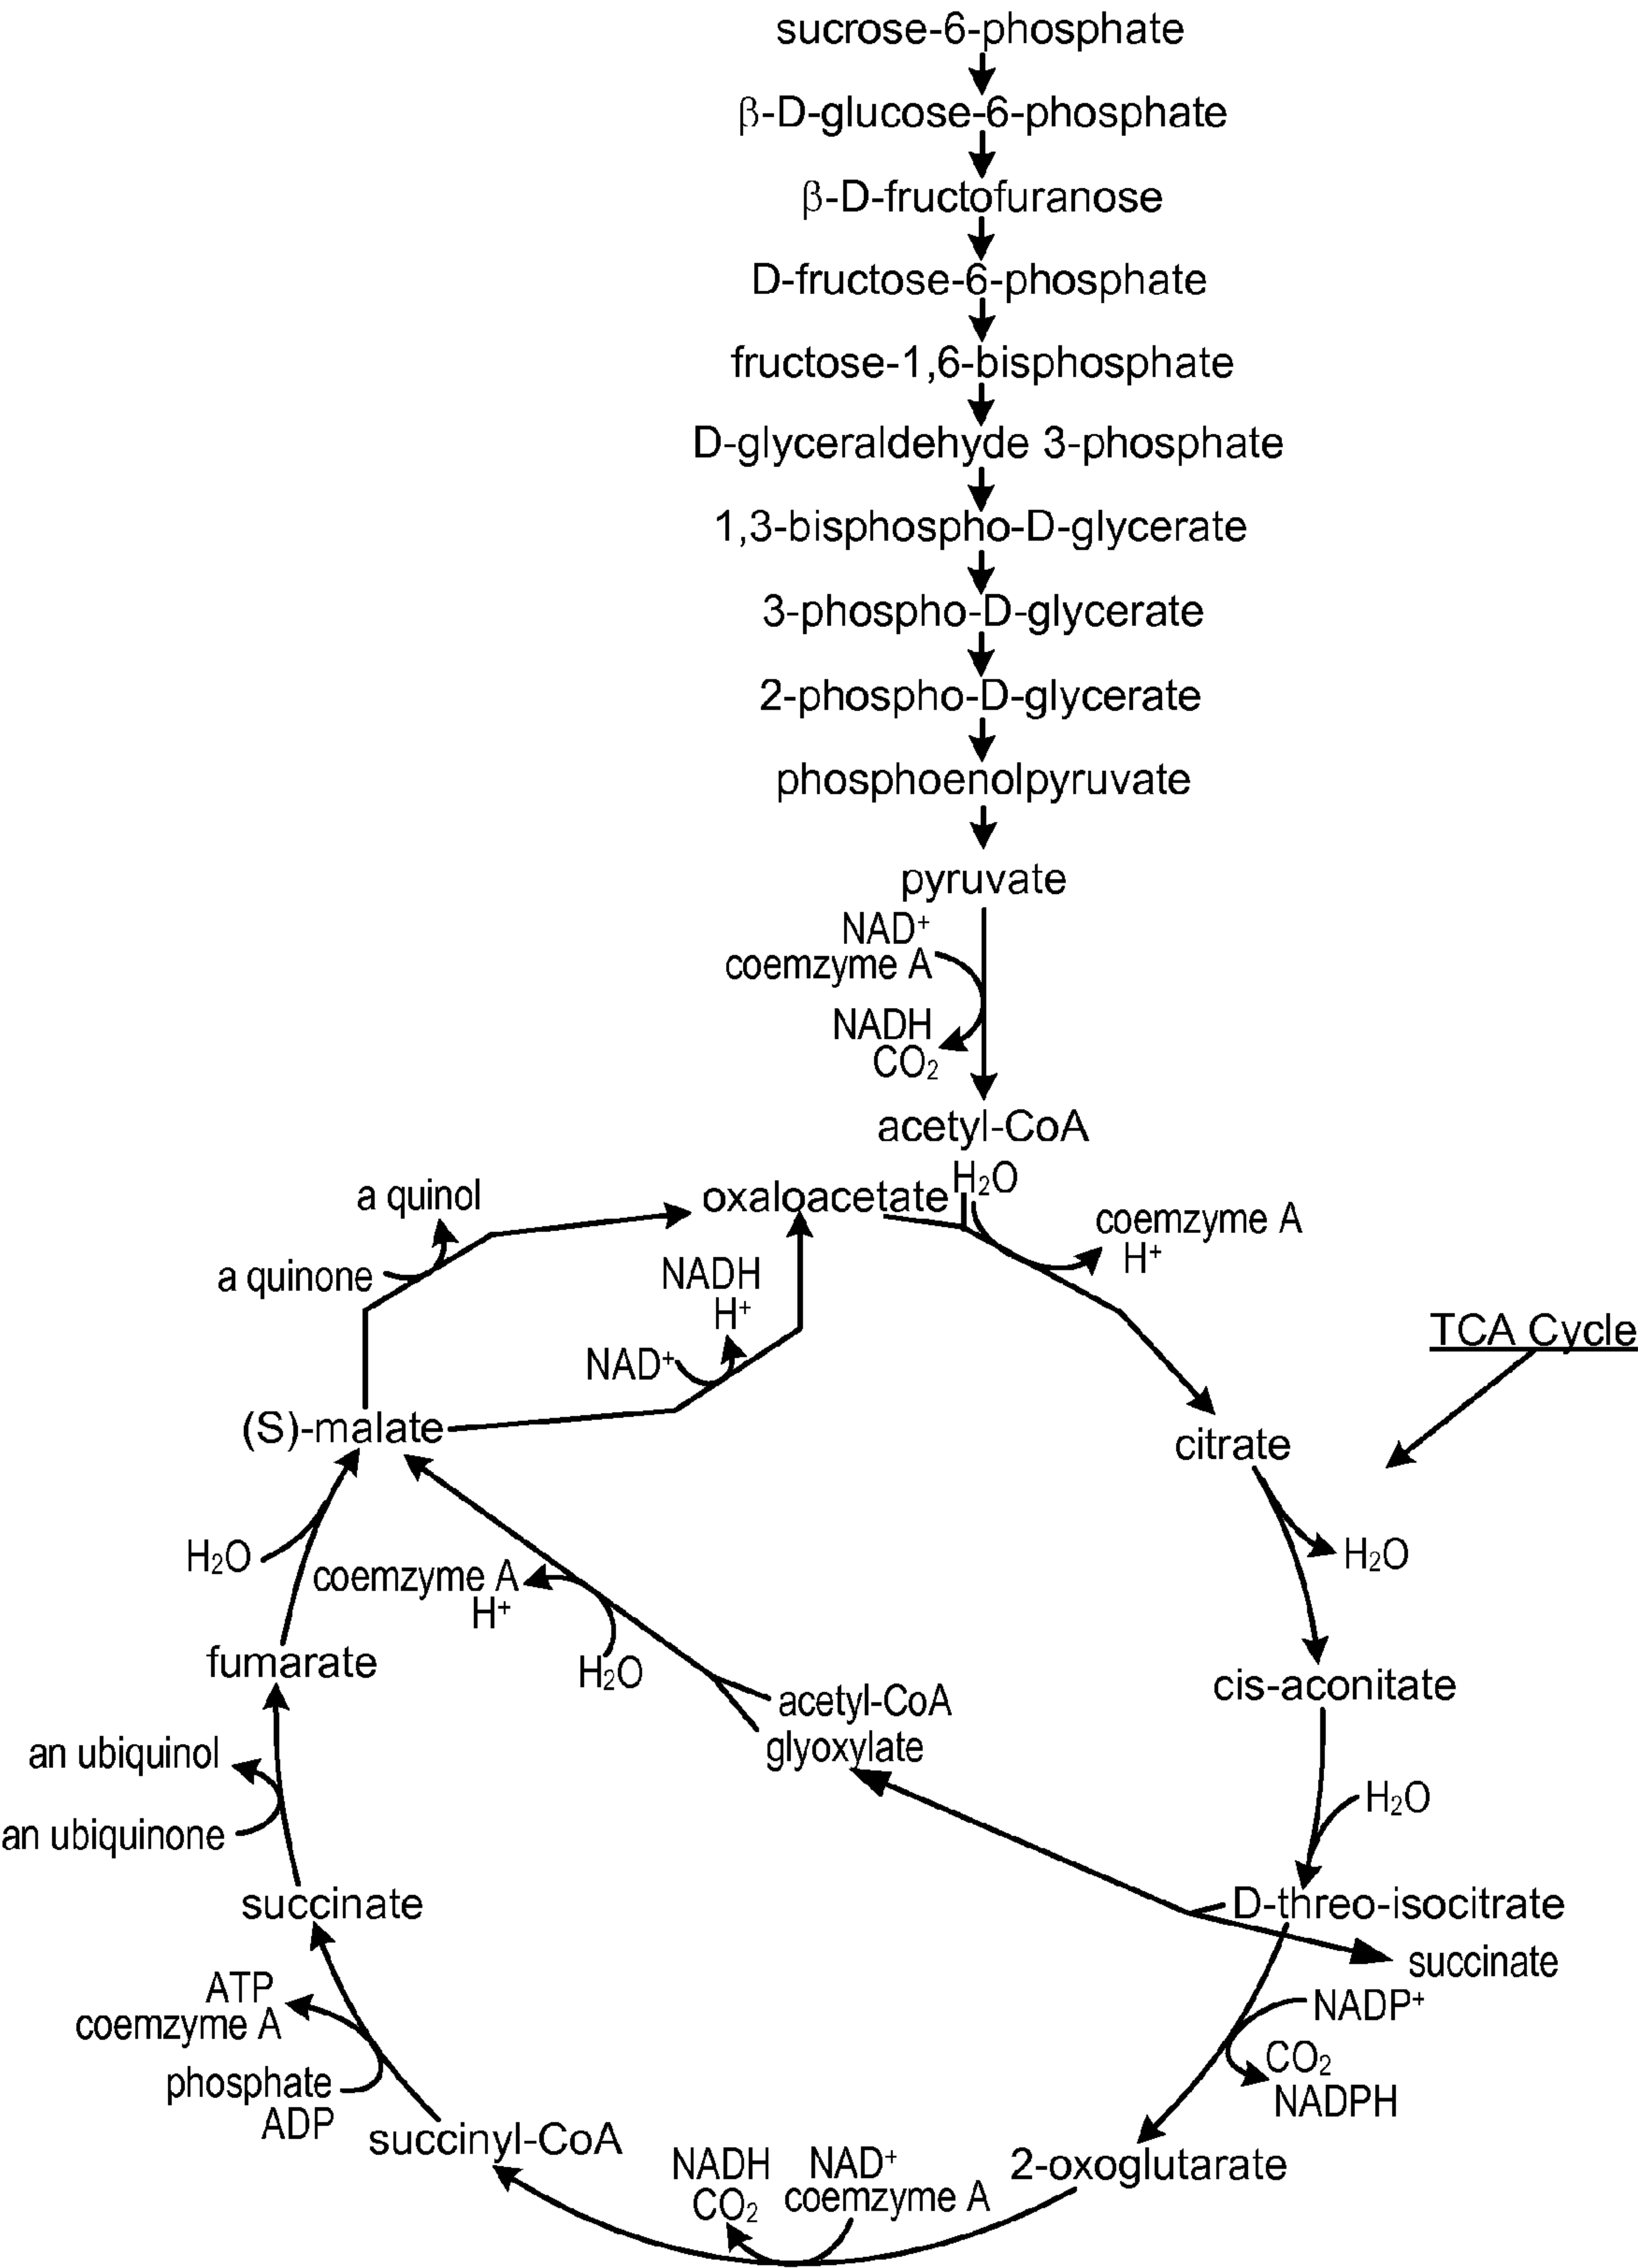 sucrose-6-phosphate
β-D-glucose-6-phosphate
β-D-fructofuranose
D-fructose-6-phosphate
fructose-1,6-bisphosphate
D-glyceraldehyde 3-phosphate
1,3-bisphospho-D-glycerate
3-phospho-D-glycerate
2-phospho-D-glycerate
phosphoenolpyruvate
pyruvate
NAD⁺
coemzyme A
NADH
CO₂
acetyl-CoA
H₂O
oxaloacetate
a quinol
a quinone
coemzyme A
H⁺
NADH
H⁺
NAD⁺
TCA Cycle
(S)-malate
citrate
H₂O
H₂O
coemzyme A
H⁺
H₂O
fumarate
cis-aconitate
acetyl-CoA
glyoxylate
an ubiquinol
an ubiquinone
H₂O
succinate
D-threo-isocitrate
succinate
ATP
coemzyme A
phosphate
ADP
NADP⁺
CO₂
NADPH
succinyl-CoA
NADH
CO₂
NAD⁺
coemzyme A
2-oxoglutarate